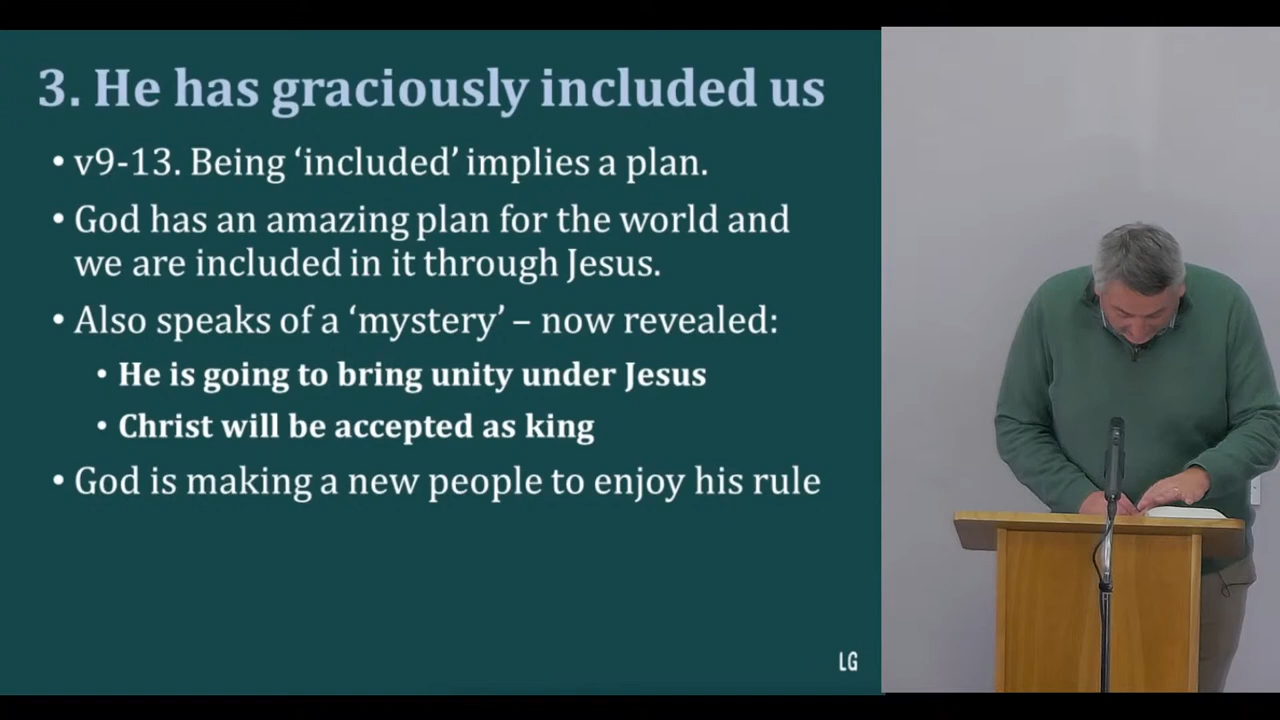 3. He has graciously included us
• v9-13. Being ‘included’ implies a plan.
• God has an amazing plan for the world and
we are included in it through Jesus.
• Also speaks of a ‘mystery’ – now revealed:
• He is going to bring unity under Jesus
• Christ will be accepted as king
• God is making a new people to enjoy his rule
LG